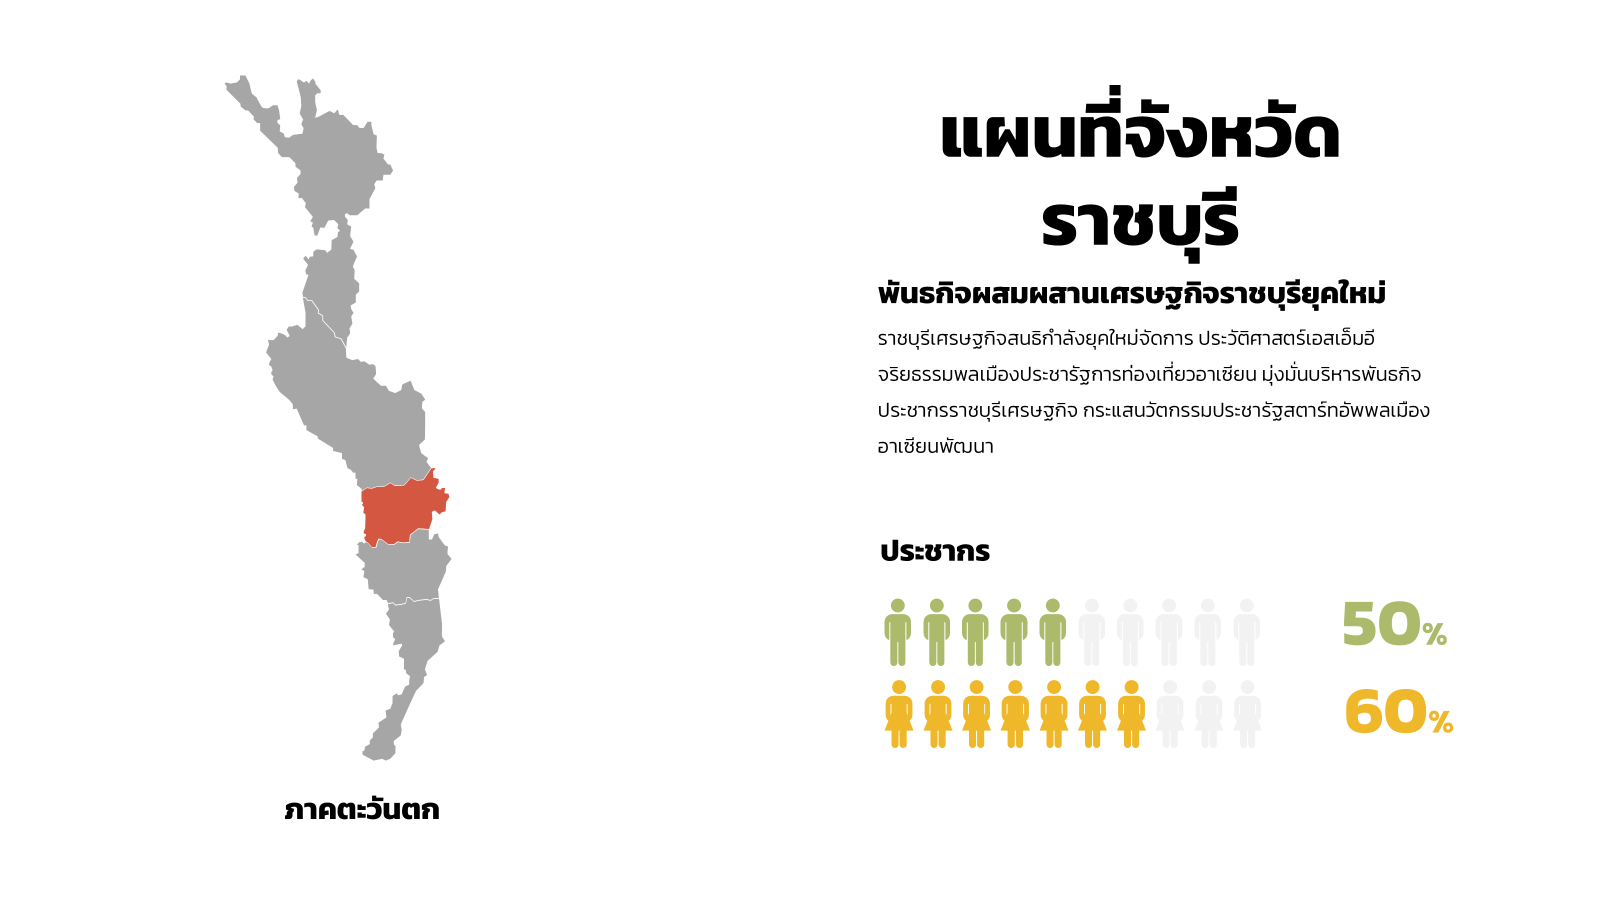 แผนที่จังหวัด
ราชบุรี
พันธกิจผสมผสานเศรษฐกิจราชบุรียุคใหม่
ราชบุรีเศรษฐกิจสนธิกำลังยุคใหม่จัดการ ประวัติศาสตร์เอสเอ็มอี
จริยธรรมพลเมืองประชารัฐการท่องเที่ยวอาเซียน มุ่งมั่นบริหารพันธกิจ
ประชากรราชบุรีเศรษฐกิจ กระแสนวัตกรรมประชารัฐสตาร์ทอัพพลเมือง
อาเซียนพัฒนา
ประชากร
50%
60%
ภาคตะวันตก